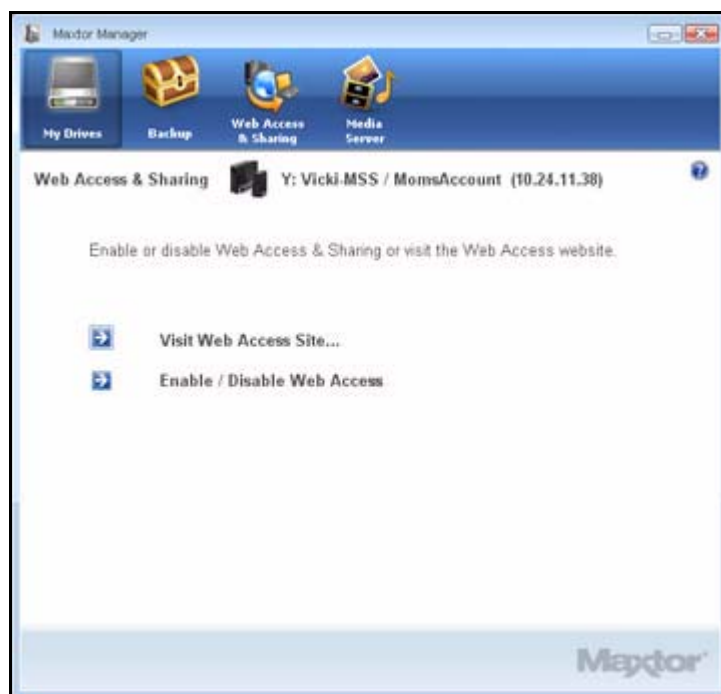 Maxtor Manager
My Drives
Backup
Web Access
& Sharing
Media
Server
Web Access & Sharing
Y: Vicki-MSS / MomsAccount (10.24.11.38)
?
Enable or disable Web Access & Sharing or visit the Web Access website.
Visit Web Access Site...
Enable / Disable Web Access
Maxtor